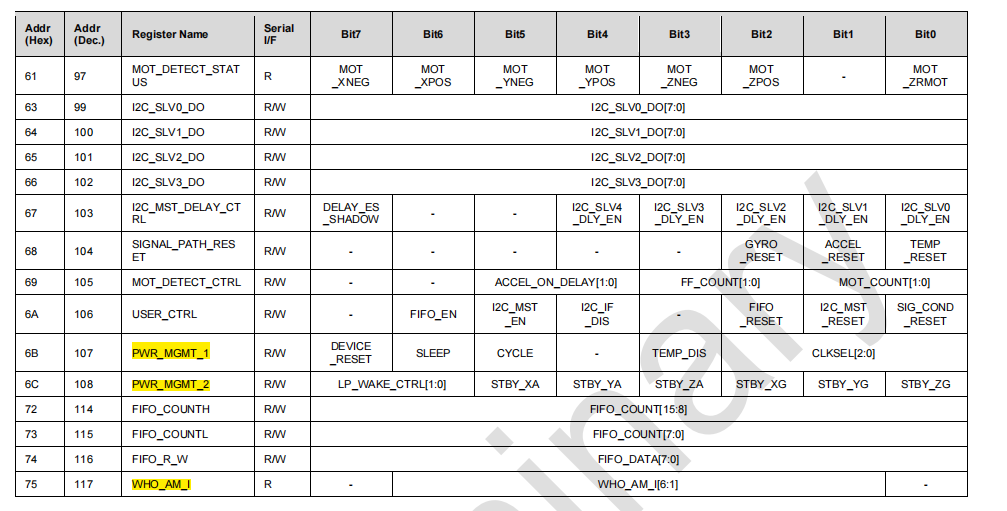 Addr (Hex) Addr (Dec.) Register Name Serial I/F Bit7 Bit6 Bit5 Bit4 Bit3 Bit2 Bit1 Bit0
61 97 MOT_DETECT_STATUS R MOT_XNEG MOT_XPOS MOT_YNEG MOT_YPOS MOT_ZNEG MOT_ZPOS - MOT_ZRMOT
63 99 I2C_SLV0_DO R/W I2C_SLV0_DO[7:0]
64 100 I2C_SLV1_DO R/W I2C_SLV1_DO[7:0]
65 101 I2C_SLV2_DO R/W I2C_SLV2_DO[7:0]
66 102 I2C_SLV3_DO R/W I2C_SLV3_DO[7:0]
67 103 I2C_MST_DELAY_CTRL R/W DELAY_ES_SHADOW - - I2C_SLV4_DLY_EN I2C_SLV3_DLY_EN I2C_SLV2_DLY_EN I2C_SLV1_DLY_EN I2C_SLV0_DLY_EN
68 104 SIGNAL_PATH_RESET R/W - - - - - GYRO_RESET ACCEL_RESET TEMP_RESET
69 105 MOT_DETECT_CTRL R/W - - ACCEL_ON_DELAY[1:0] FF_COUNT[1:0] MOT_COUNT[1:0]
6A 106 USER_CTRL R/W - FIFO_EN I2C_MST_EN I2C_IF_DIS - FIFO_RESET I2C_MST_RESET SIG_COND_RESET
6B 107 PWR_MGMT_1 R/W DEVICE_RESET SLEEP CYCLE - TEMP_DIS CLKSEL[2:0]
6C 108 PWR_MGMT_2 R/W LP_WAKE_CTRL[1:0] STBY_XA STBY_YA STBY_ZA STBY_XG STBY_YG STBY_ZG
72 114 FIFO_COUNTH R/W FIFO_COUNT[15:8]
73 115 FIFO_COUNTL R/W FIFO_COUNT[7:0]
74 116 FIFO_R_W R/W FIFO_DATA[7:0]
75 117 WHO_AM_I R - WHO_AM_I[6:1] -
inary